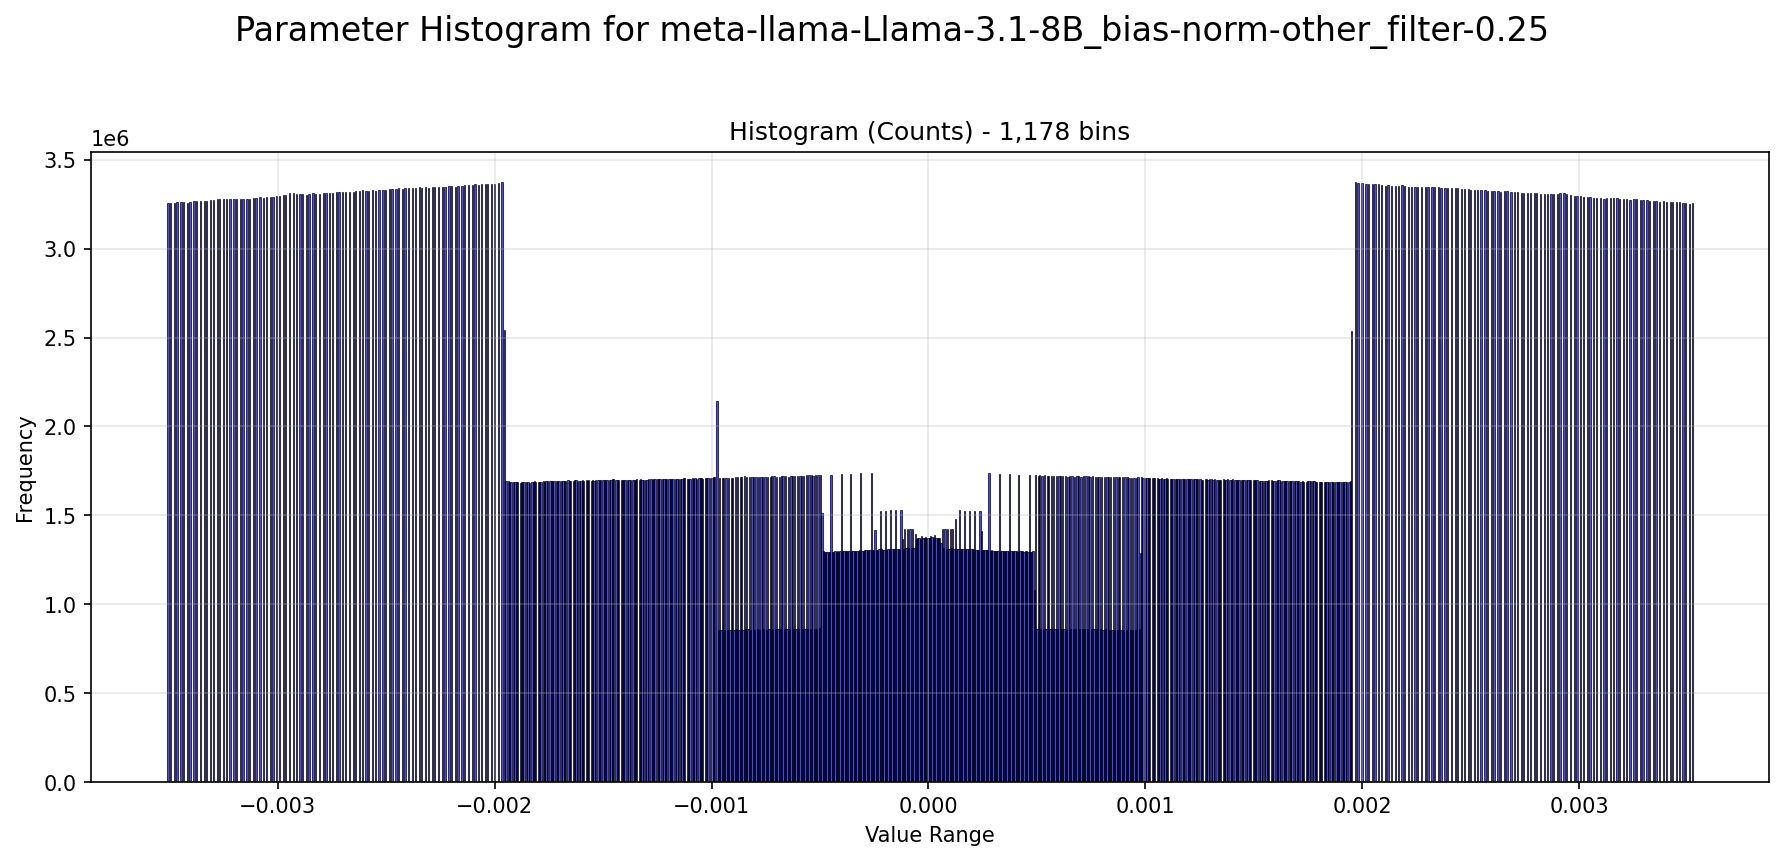 Parameter Histogram for meta-llama-Llama-3.1-8B_bias-norm-other_filter-0.25
Histogram (Counts) - 1,178 bins
1e6
3.5
3.0
2.5
2.0
1.5
1.0
0.5
0.0
Frequency
−0.003 −0.002 −0.001 0.000 0.001 0.002 0.003
Value Range